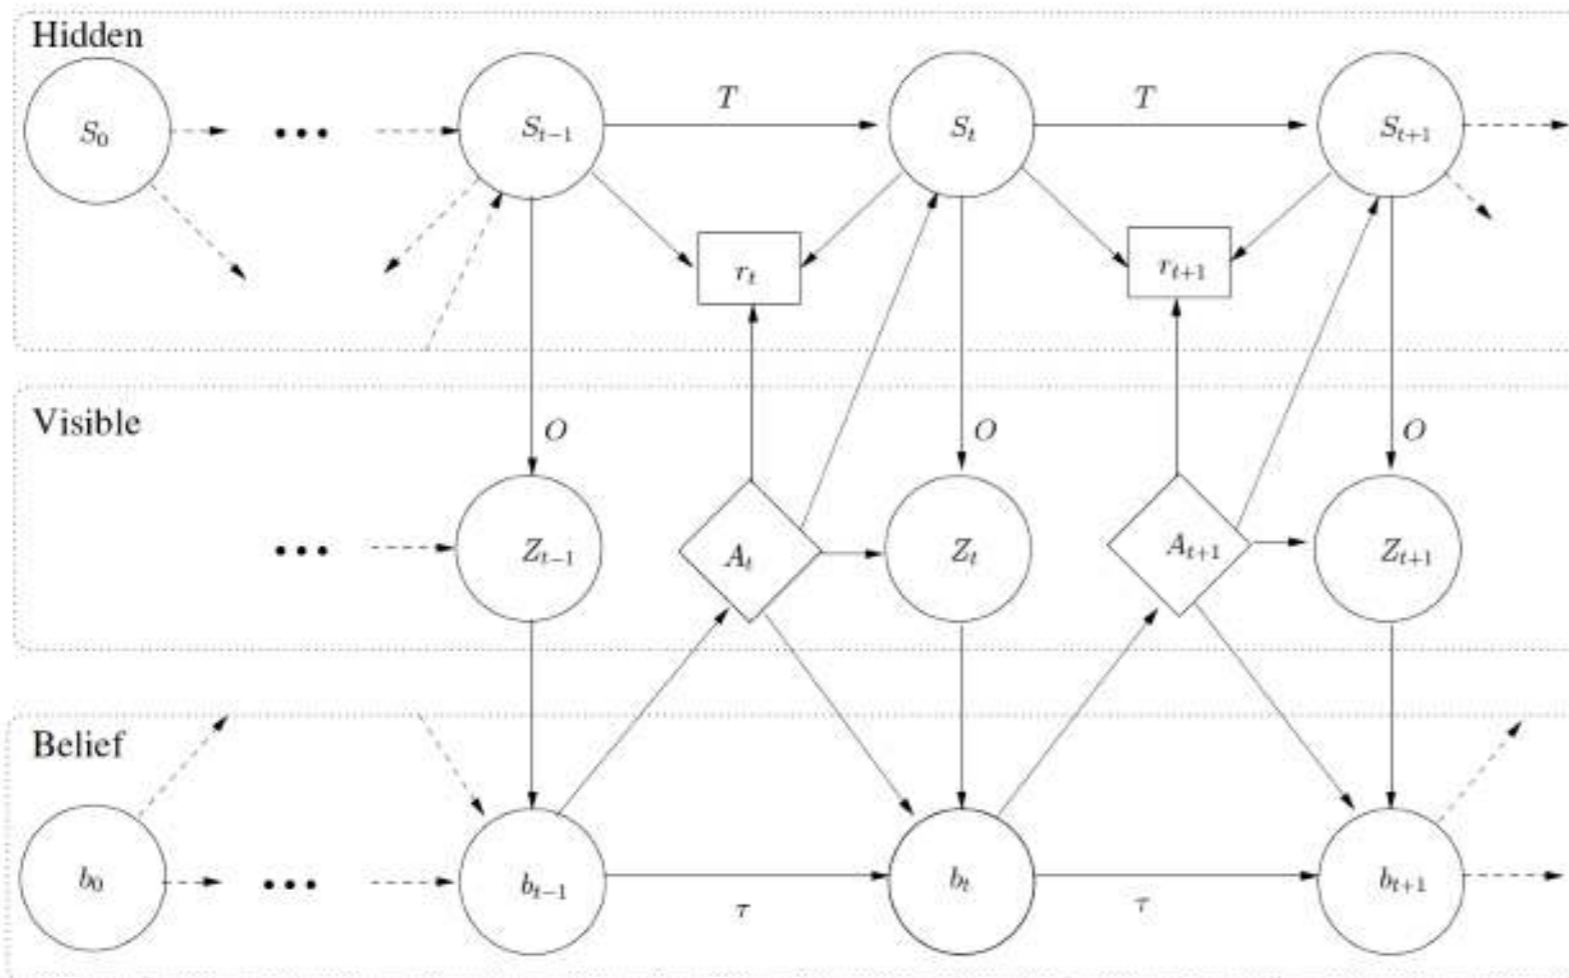 Hidden
S₀ ••• Sₜ₋₁ T Sₜ T Sₜ₊₁
rₜ rₜ₊₁
Visible
O O O
••• Zₜ₋₁ Aₜ Zₜ Aₜ₊₁ Zₜ₊₁
Belief
b₀ ••• bₜ₋₁ τ bₜ τ bₜ₊₁